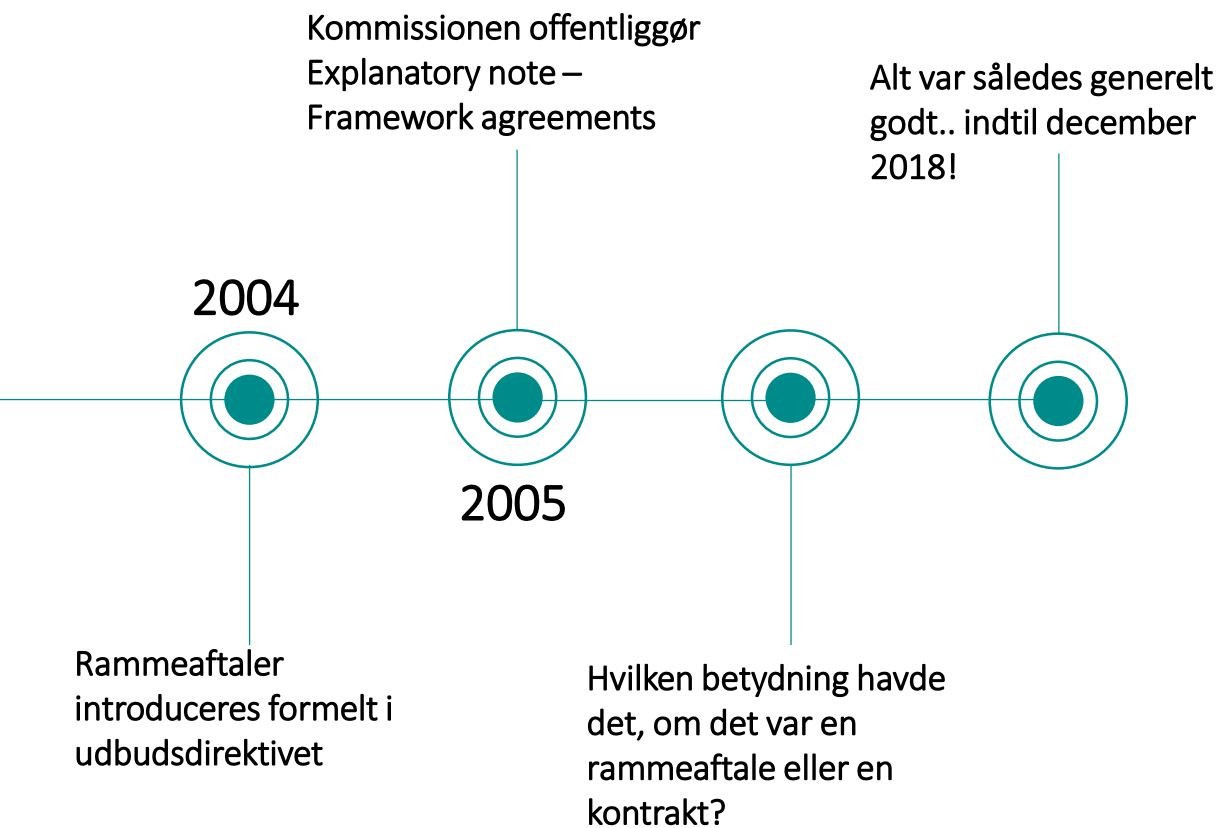 Kommissionen offentliggør
Explanatory note –
Framework agreements
Alt var således generelt
godt.. indtil december
2018!
2004
2005
Rammeaftaler
introduceres formelt i
udbudsdirektivet
Hvilken betydning havde
det, om det var en
rammeaftale eller en
kontrakt?